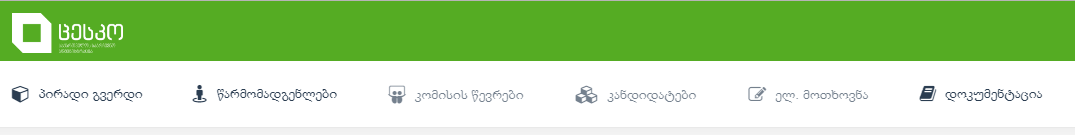 ცესკო
პირადი გვერდი წარმომადგენლები კომისის წევრები კანდიდატები ელ. მოთხოვნა დოკუმენტაცია